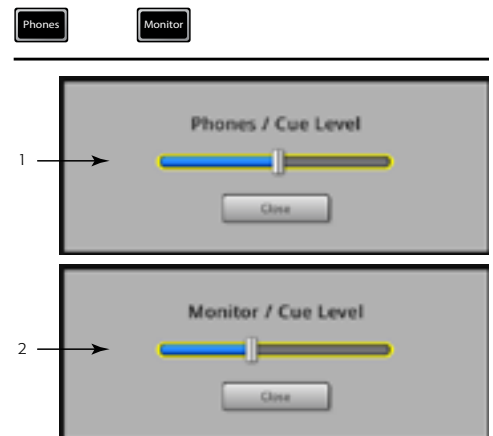 Phones Monitor
Phones / Cue Level
1
Close
Monitor / Cue Level
2
Close